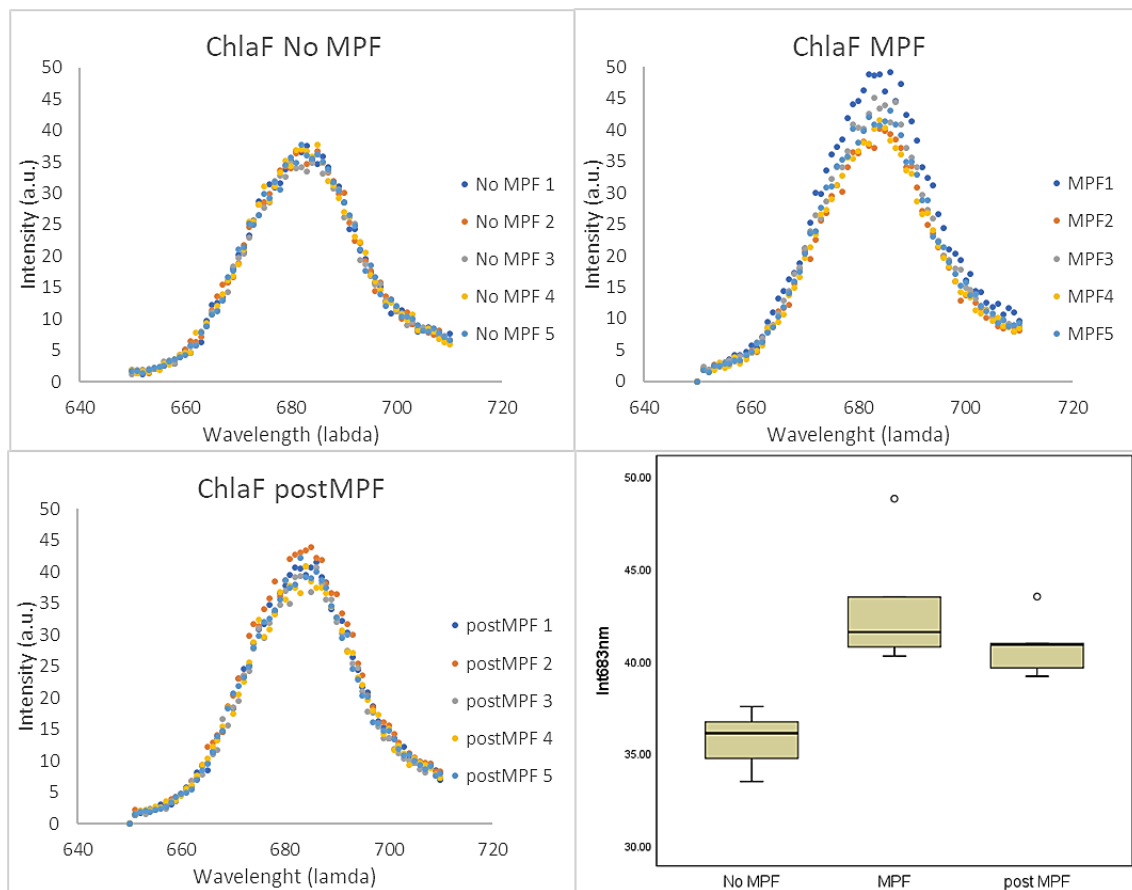 ChlaF No MPF
50
45
40
35
30
25
20
15
10
5
0
Intensity (a.u.)
No MPF 1
No MPF 2
No MPF 3
No MPF 4
No MPF 5
640 660 680 700 720
Wavelength (labda)
ChlaF MPF
50
45
40
35
30
25
20
15
10
5
0
Intensity (a.u.)
MPF1
MPF2
MPF3
MPF4
MPF5
640 660 680 700 720
Wavelenght (lamda)
ChlaF postMPF
50
45
40
35
30
25
20
15
10
5
0
Intensity (a.u.)
postMPF 1
postMPF 2
postMPF 3
postMPF 4
postMPF 5
640 660 680 700 720
Wavelenght (lamda)
50.00
45.00
40.00
35.00
30.00
Int683nm
No MPF MPF post MPF